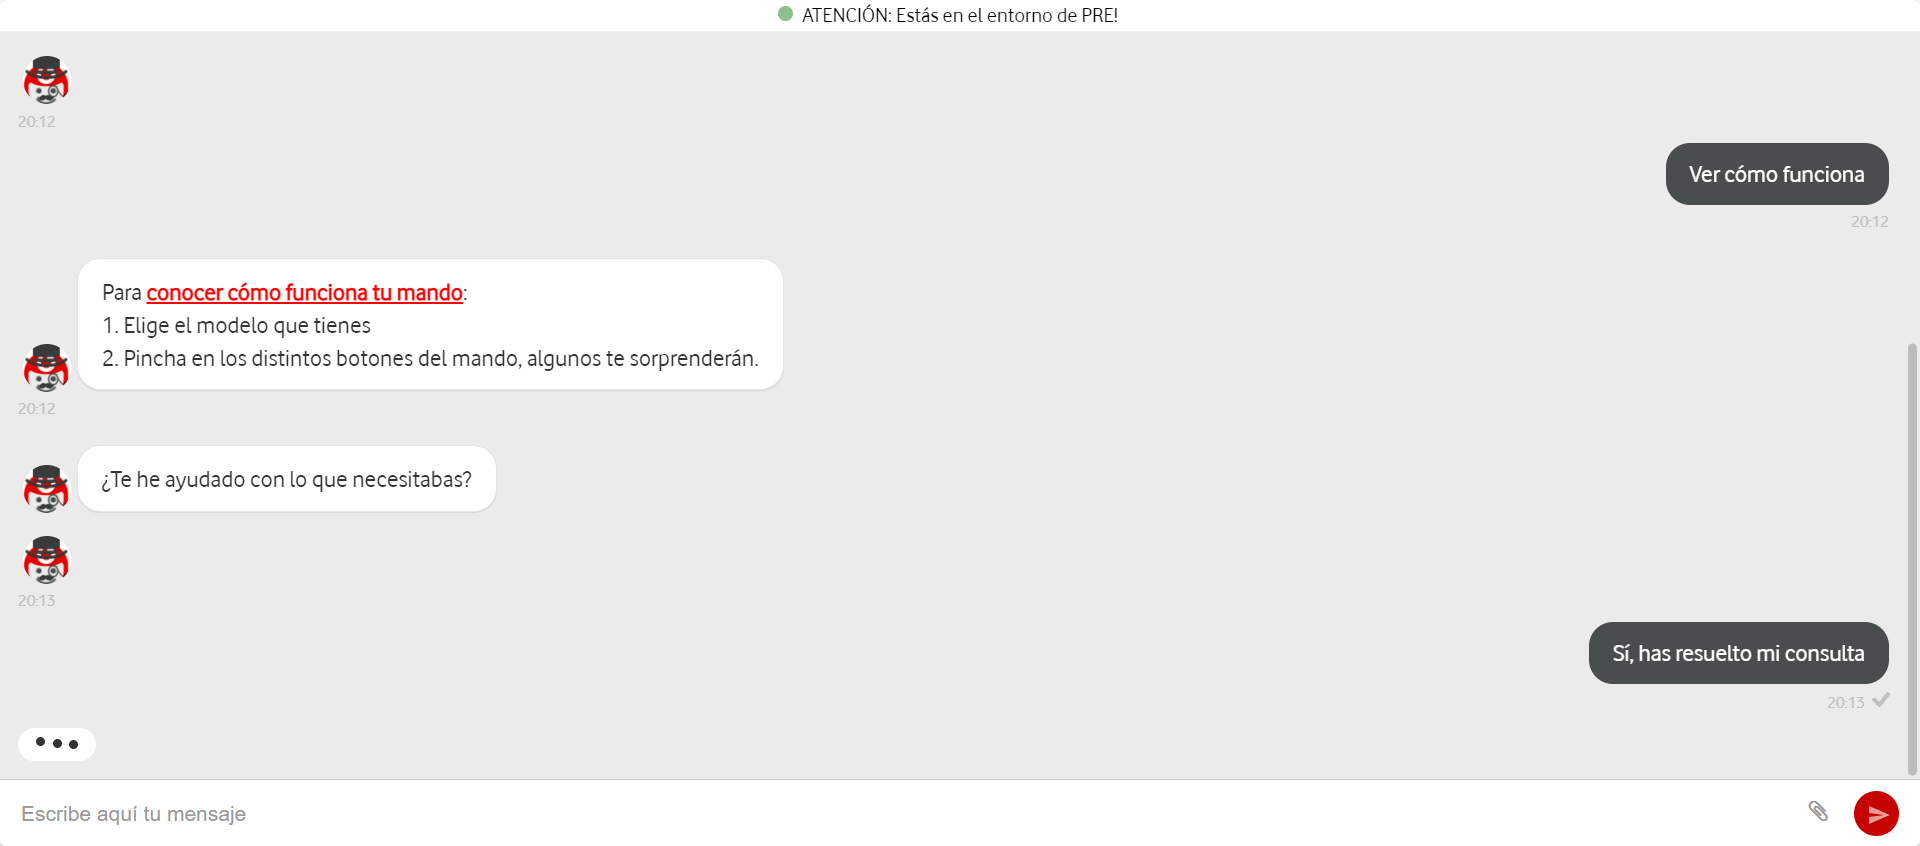 ATENCIÓN: Estás en el entorno de PRE!
20:12
Ver cómo funciona
20:12
Para conocer cómo funciona tu mando:
1. Elige el modelo que tienes
2. Pincha en los distintos botones del mando, algunos te sorprenderán.
20:12
¿Te he ayudado con lo que necesitabas?
20:13
Sí, has resuelto mi consulta
20:13
Escribe aquí tu mensaje